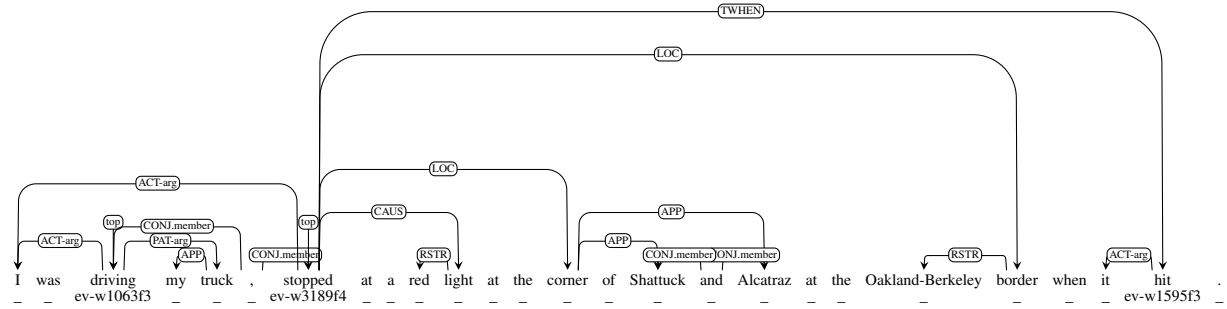 TWHEN
LOC
LOC
ACT-arg
CAUS
APP
top
CONJ.member
top
ACT-arg
PAT-arg
APP
APP
CONJ.member
RSTR
CONJ.member
ONJ.member
RSTR
ACT-arg
I was driving my truck , stopped at a red light at the corner of Shattuck and Alcatraz at the Oakland-Berkeley border when it hit .
_ _ ev-w1063f3 _ _ _ ev-w3189f4 _ _ _ _ _ _ _ _ _ _ _ _ _ _ _ _ _ ev-w1595f3 _